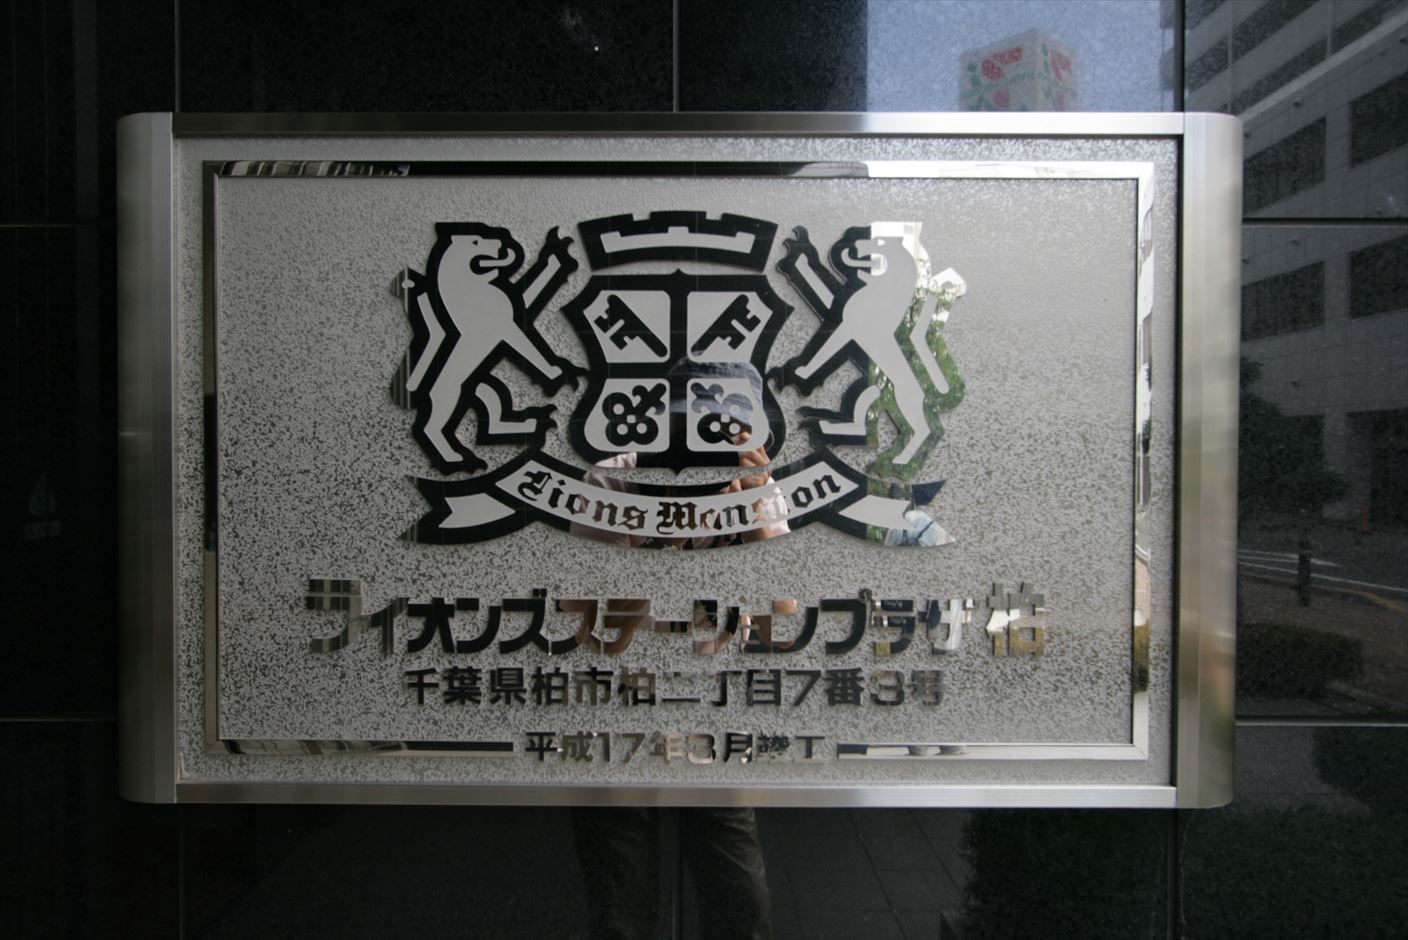 Lions Mansion
ライオンズステーションプラザ柏
千葉県柏市柏二丁目7番3号
平成17年3月竣工